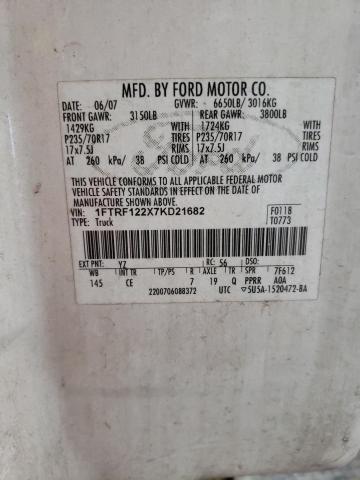 MFD. BY FORD MOTOR CO.
DATE: 06/07 GVWR: 6650LB/ 3016KG
FRONT GAWR: 3150LB REAR GAWR: 3800LB
1429KG WITH 1724KG WITH
P235/70R17 TIRES P235/70R17 TIRES
17x7.5J RIMS 17x7.5J RIMS
AT 260 kPa/ 38 PSI COLD AT 260 kPa/ 38 PSI COLD
THIS VEHICLE CONFORMS TO ALL APPLICABLE FEDERAL MOTOR
VEHICLE SAFETY STANDARDS IN EFFECT ON THE DATE OF
MANUFACTURE SHOWN ABOVE.
VIN: 1FTRF122X7KD21682 F0118
TYPE: Truck T0773
EXT PNT: YZ RC: 56 DSO:
WB INT TR TP/PS R AXLE TR SPR 7F612
145 CE 7 19 Q PPRR AOA
2200706088372 UTC ▽5U5A-1520472-BA